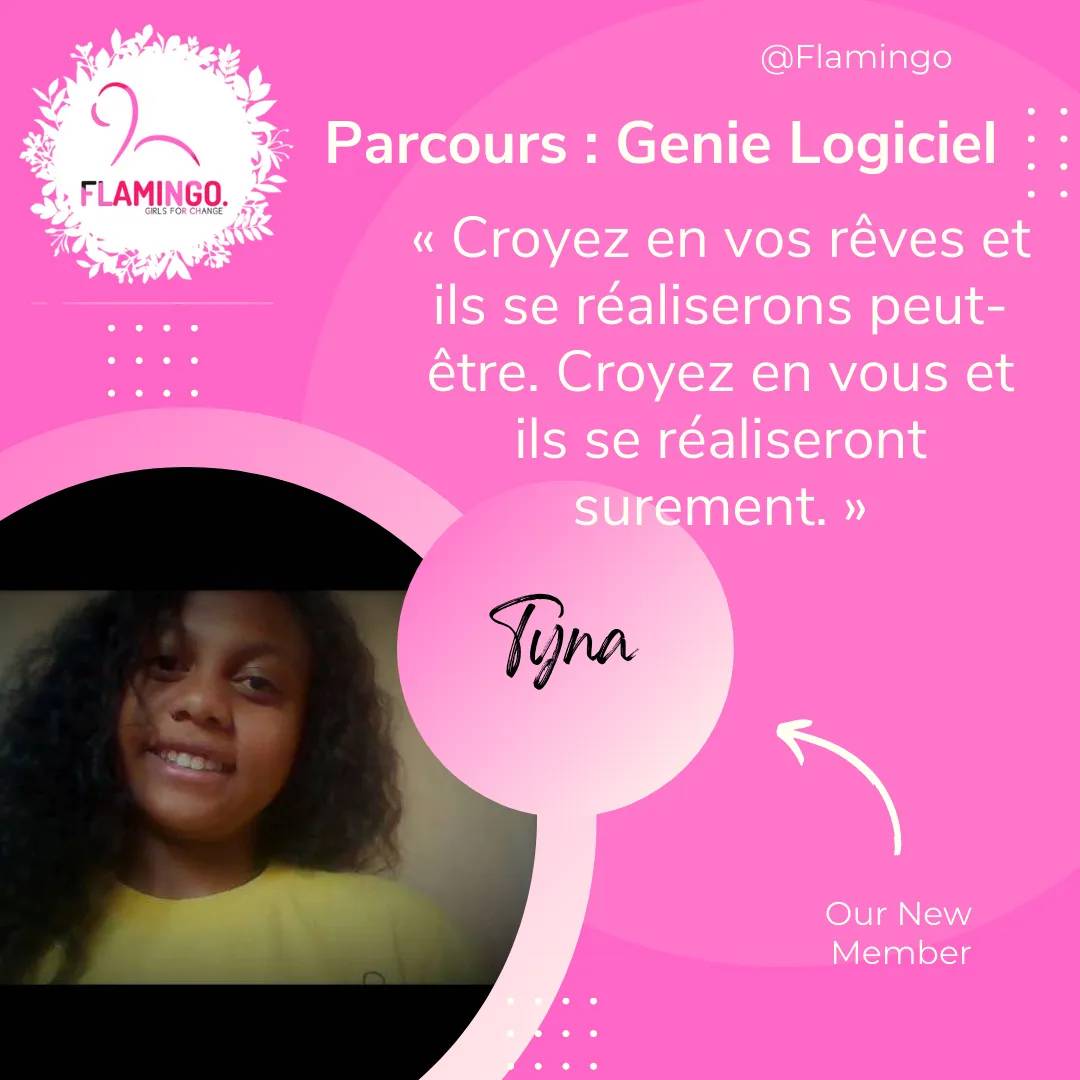 @Flamingo
FLAMINGO.
GIRLS FOR CHANGE
Parcours : Genie Logiciel
« Croyez en vos rêves et
ils se réaliserons peut-
être. Croyez en vous et
ils se réaliseront
surement. »
Tyna
Our New
Member